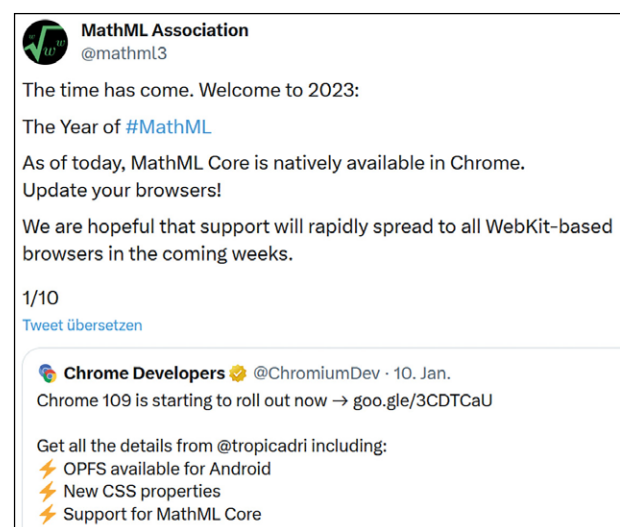 MathML Association
@mathml3
The time has come. Welcome to 2023:
The Year of #MathML
As of today, MathML Core is natively available in Chrome.
Update your browsers!
We are hopeful that support will rapidly spread to all WebKit-based
browsers in the coming weeks.
1/10
Tweet übersetzen
Chrome Developers @ChromiumDev · 10. Jan.
Chrome 109 is starting to roll out now → goo.gle/3CDTCaU
Get all the details from @tropicadri including:
⚡ OPFS available for Android
⚡ New CSS properties
⚡ Support for MathML Core